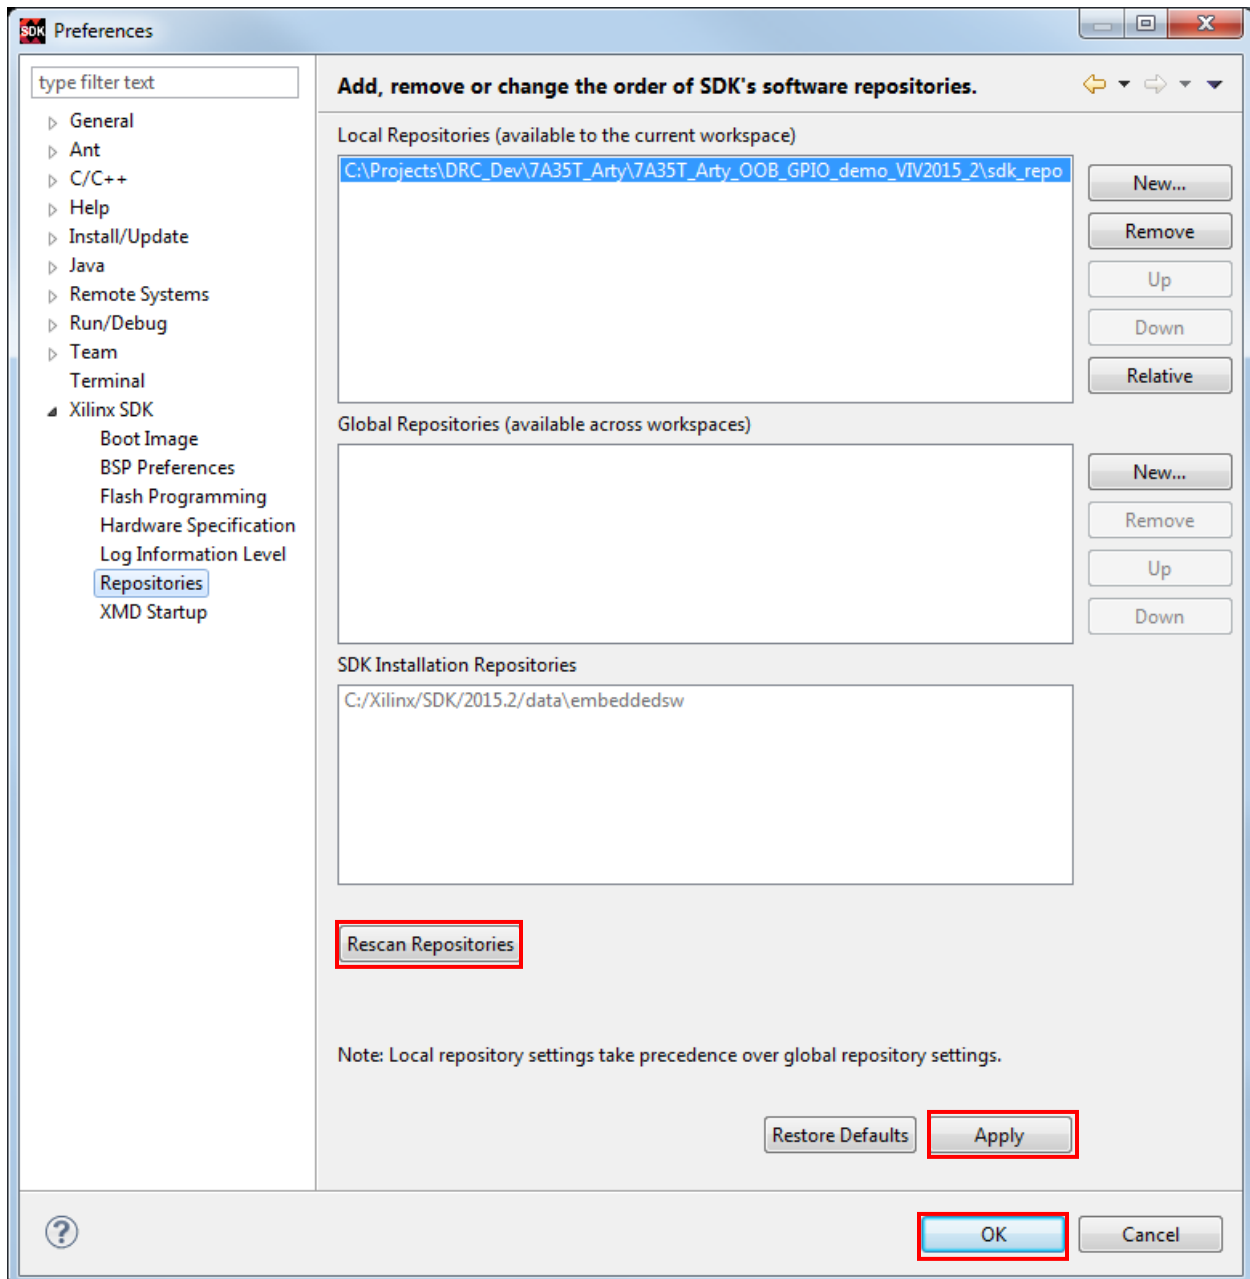 SDK Preferences
type filter text
General
Ant
C/C++
Help
Install/Update
Java
Remote Systems
Run/Debug
Team
Terminal
Xilinx SDK
Boot Image
BSP Preferences
Flash Programming
Hardware Specification
Log Information Level
Repositories
XMD Startup
Add, remove or change the order of SDK's software repositories.
Local Repositories (available to the current workspace)
C:\Projects\DRC_Dev\7A35T_Arty\7A35T_Arty_OOB_GPIO_demo_VIV2015_2\sdk_repo
New...
Remove
Up
Down
Relative
Global Repositories (available across workspaces)
New...
Remove
Up
Down
SDK Installation Repositories
C:/Xilinx/SDK/2015.2/data\embeddedsw
Rescan Repositories
Note: Local repository settings take precedence over global repository settings.
Restore Defaults Apply
? OK Cancel